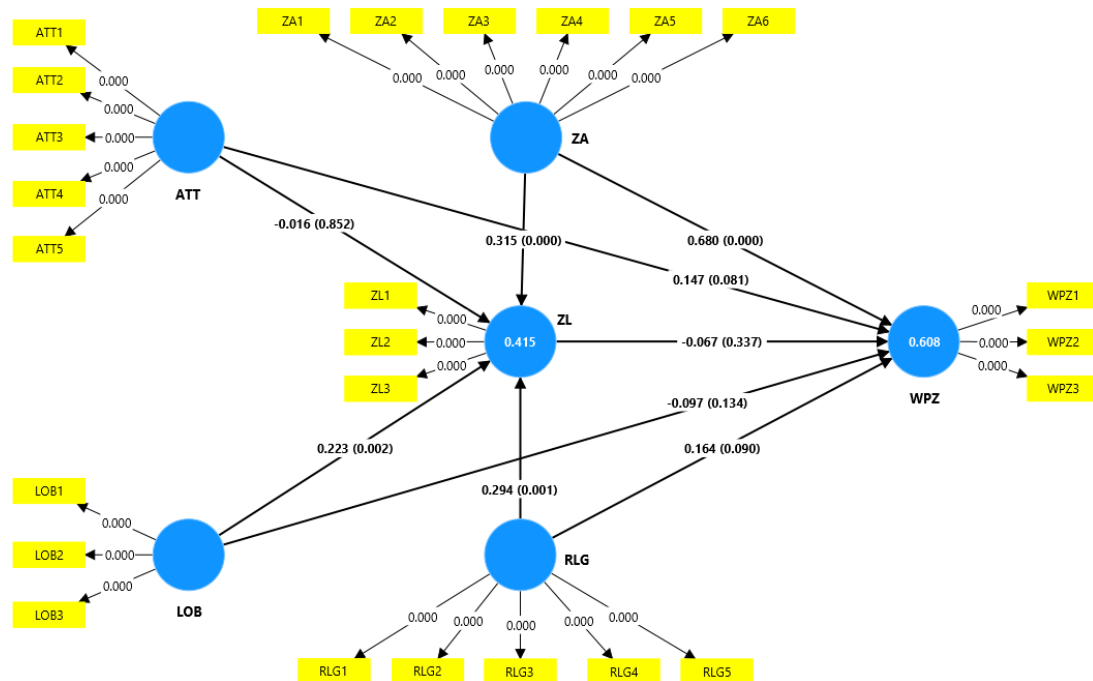 ZA1 ZA2 ZA3 ZA4 ZA5 ZA6
ATT1
ATT2
ATT3
ATT4
ATT5
0.000
0.000
0.000
0.000
0.000
ATT
0.000 0.000 0.000 0.000 0.000 0.000
ZA
-0.016 (0.852)
0.315 (0.000)
0.680 (0.000)
0.147 (0.081)
ZL1
ZL2
ZL3
0.000
0.000
0.000
ZL
0.415
-0.067 (0.337)
0.608
WPZ
0.000
0.000
0.000
WPZ1
WPZ2
WPZ3
-0.097 (0.134)
0.223 (0.002)
0.164 (0.090)
0.294 (0.001)
LOB1
LOB2
LOB3
0.000
0.000
0.000
LOB
RLG
0.000 0.000 0.000 0.000 0.000
RLG1 RLG2 RLG3 RLG4 RLG5